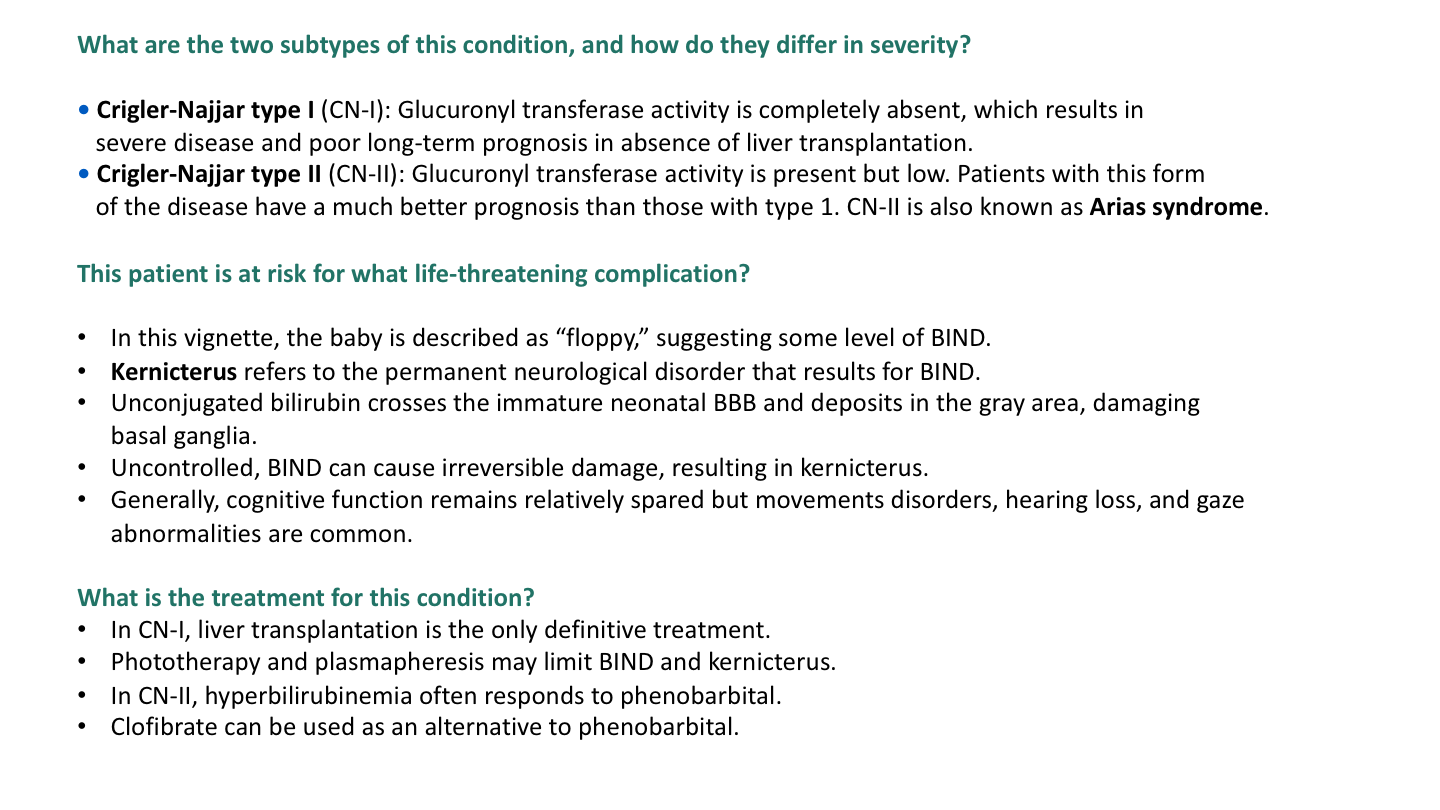 What are the two subtypes of this condition, and how do they differ in severity?
• Crigler-Najjar type I (CN-I): Glucuronyl transferase activity is completely absent, which results in
severe disease and poor long-term prognosis in absence of liver transplantation.
• Crigler-Najjar type II (CN-II): Glucuronyl transferase activity is present but low. Patients with this form
of the disease have a much better prognosis than those with type 1. CN-II is also known as Arias syndrome.
This patient is at risk for what life-threatening complication?
• In this vignette, the baby is described as “floppy,” suggesting some level of BIND.
• Kernicterus refers to the permanent neurological disorder that results for BIND.
• Unconjugated bilirubin crosses the immature neonatal BBB and deposits in the gray area, damaging
basal ganglia.
• Uncontrolled, BIND can cause irreversible damage, resulting in kernicterus.
• Generally, cognitive function remains relatively spared but movements disorders, hearing loss, and gaze
abnormalities are common.
What is the treatment for this condition?
• In CN-I, liver transplantation is the only definitive treatment.
• Phototherapy and plasmapheresis may limit BIND and kernicterus.
• In CN-II, hyperbilirubinemia often responds to phenobarbital.
• Clofibrate can be used as an alternative to phenobarbital.